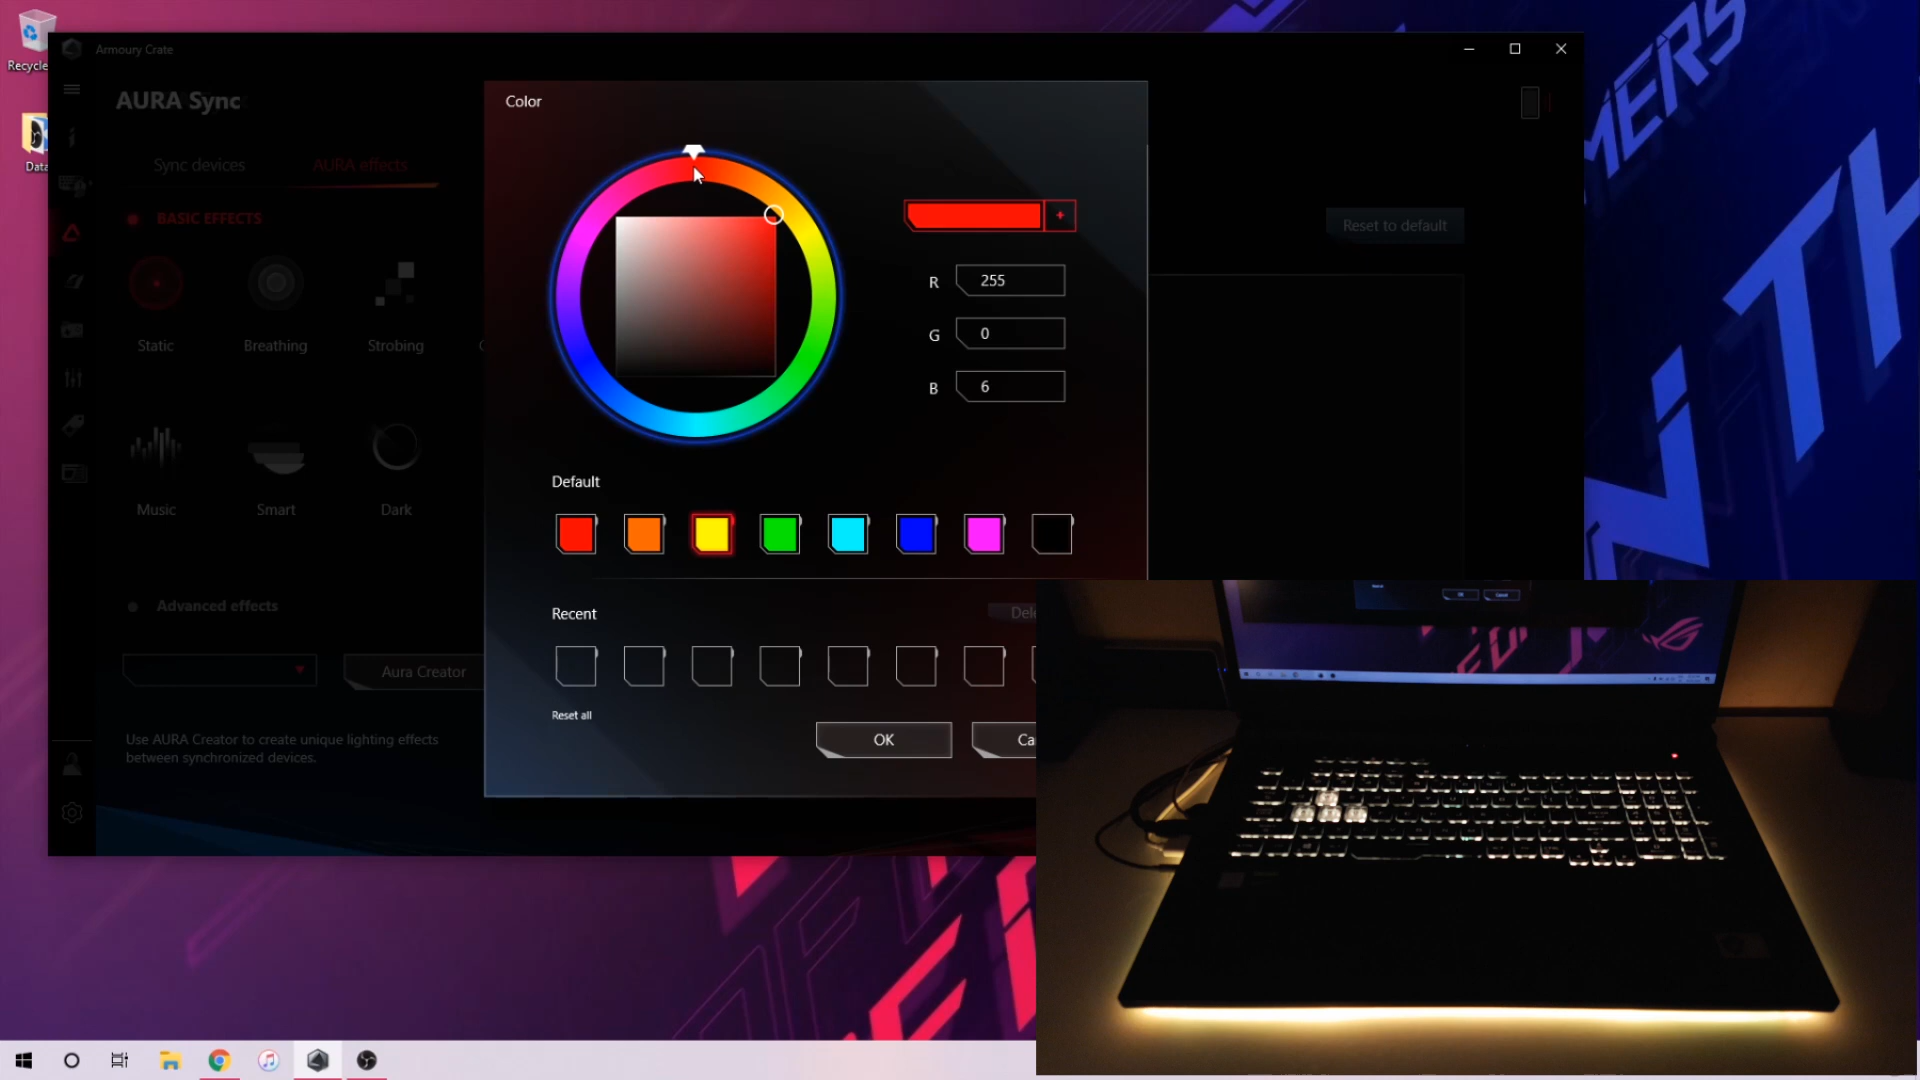 Recycle
Data
Armoury Crate
AURA Sync
Sync devices
AURA effects
BASIC EFFECTS
Static
Breathing
Strobing
Music
Smart
Dark
Advanced effects
Aura Creator
Use AURA Creator to create unique lighting effects
between synchronized devices.
Color
R 255
G 0
B 6
Default
Recent
Dele
Reset all
OK
Ca
Reset to default